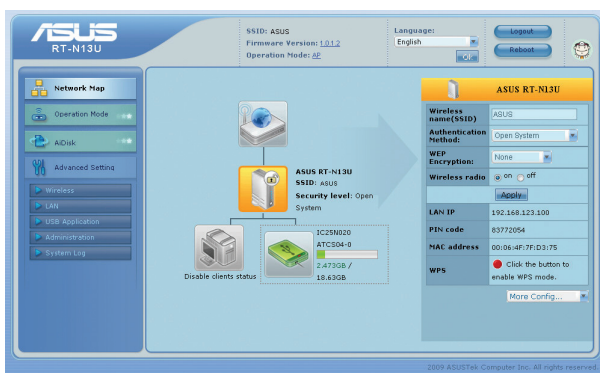 ASUS
RT-N13U
SSID: ASUS
Firmware Version: 1.0.1.2
Operation Mode: AP
Language:
English
Logout
Reboot
Network Map
Operation Mode
AiDisk
Advanced Setting
Wireless
LAN
USB Application
Administration
System Log
ASUS RT-N13U
SSID: ASUS
Security level: Open
System
Disable clients status
IC25N020
ATCS04-0
2.473GB /
18.63GB
ASUS RT-N13U
Wireless
name(SSID)
ASUS
Authentication
Method:
Open System
WEP
Encryption:
None
Wireless radio
on off
Apply
LAN IP
192.168.123.100
PIN code
83772054
MAC address
00:06:4F:7F:D3:75
WPS
Click the button to
enable WPS mode.
More Config...
2009 ASUSTek Computer Inc. All rights reserved.